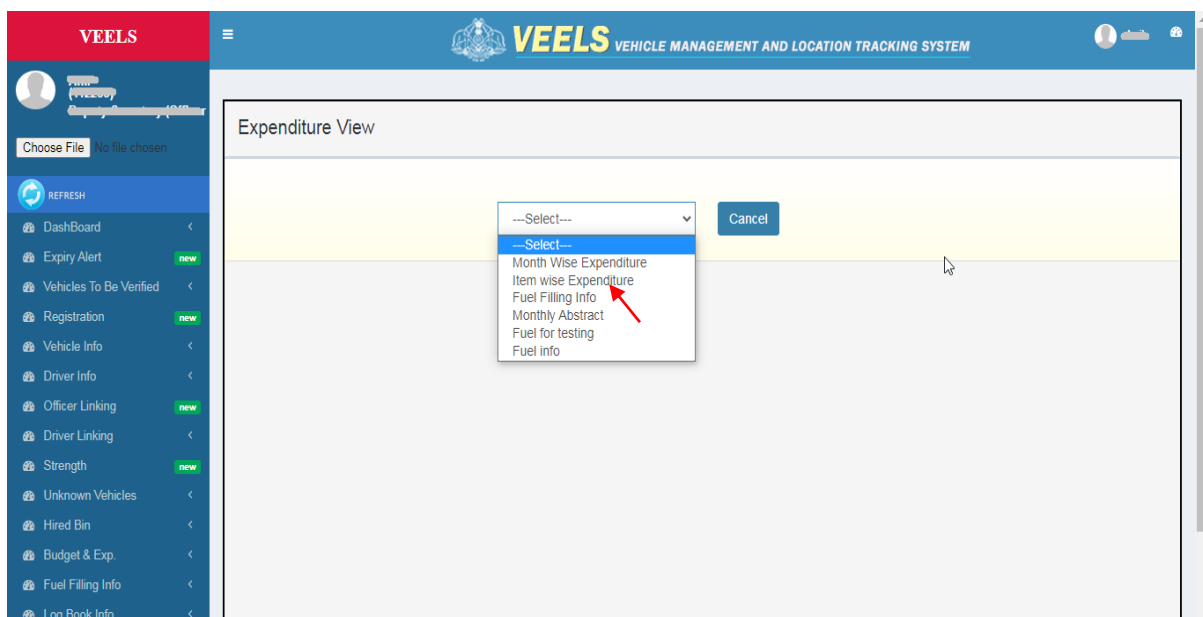 VEELS
VEELS VEHICLE MANAGEMENT AND LOCATION TRACKING SYSTEM
Choose File No file chosen
REFRESH
DashBoard
Expiry Alert new
Vehicles To Be Verified
Registration new
Vehicle Info
Driver Info
Officer Linking new
Driver Linking
Strength new
Unknown Vehicles
Hired Bin
Budget & Exp.
Fuel Filling Info
Log Book Info
Expenditure View
---Select--- Cancel
---Select---
Month Wise Expenditure
Item wise Expenditure
Fuel Filling Info
Monthly Abstract
Fuel for testing
Fuel info